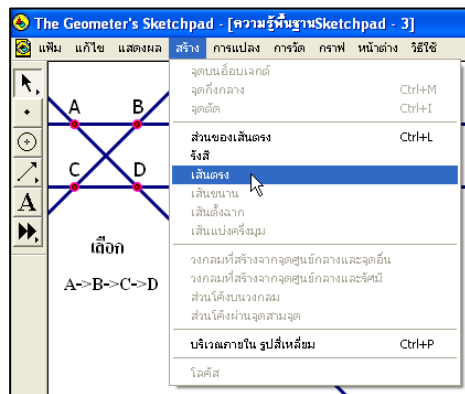 The Geometer's Sketchpad - [ความรู้พื้นฐานSketchpad - 3]
แฟ้ม แก้ไข แสดงผล สร้าง การแปลง การวัด กราฟ หน้าต่าง วิธีใช้
จุดบนอ็อบเจกต์
จุดกึ่งกลาง Ctrl+M
จุดตัด Ctrl+I
ส่วนของเส้นตรง Ctrl+L
รังสี
เส้นตรง
เส้นขนาน
เส้นตั้งฉาก
เส้นแบ่งครึ่งมุม
วงกลมที่สร้างจากจุดศูนย์กลางและจุดอื่น
วงกลมที่สร้างจากจุดศูนย์กลางและรัศมี
ส่วนโค้งบนวงกลม
ส่วนโค้งผ่านจุดสามจุด
บริเวณภายใน รูปสี่เหลี่ยม Ctrl+P
โลคัส
A B
C D
เลือก
A->B->C->D
A